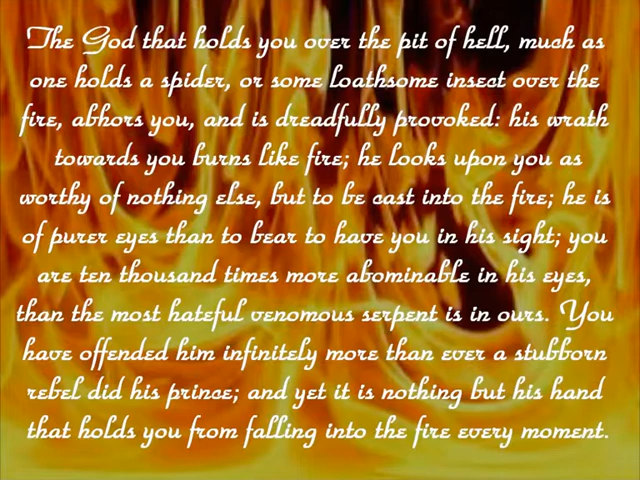 The God that holds you over the pit of hell, much as
one holds a spider, or some loathsome insect over the
fire, abhors you, and is dreadfully provoked: his wrath
towards you burns like fire; he looks upon you as
worthy of nothing else, but to be cast into the fire; he is
of purer eyes than to bear to have you in his sight; you
are ten thousand times more abominable in his eyes,
than the most hateful venomous serpent is in ours. You
have offended him infinitely more than ever a stubborn
rebel did his prince; and yet it is nothing but his hand
that holds you from falling into the fire every moment.